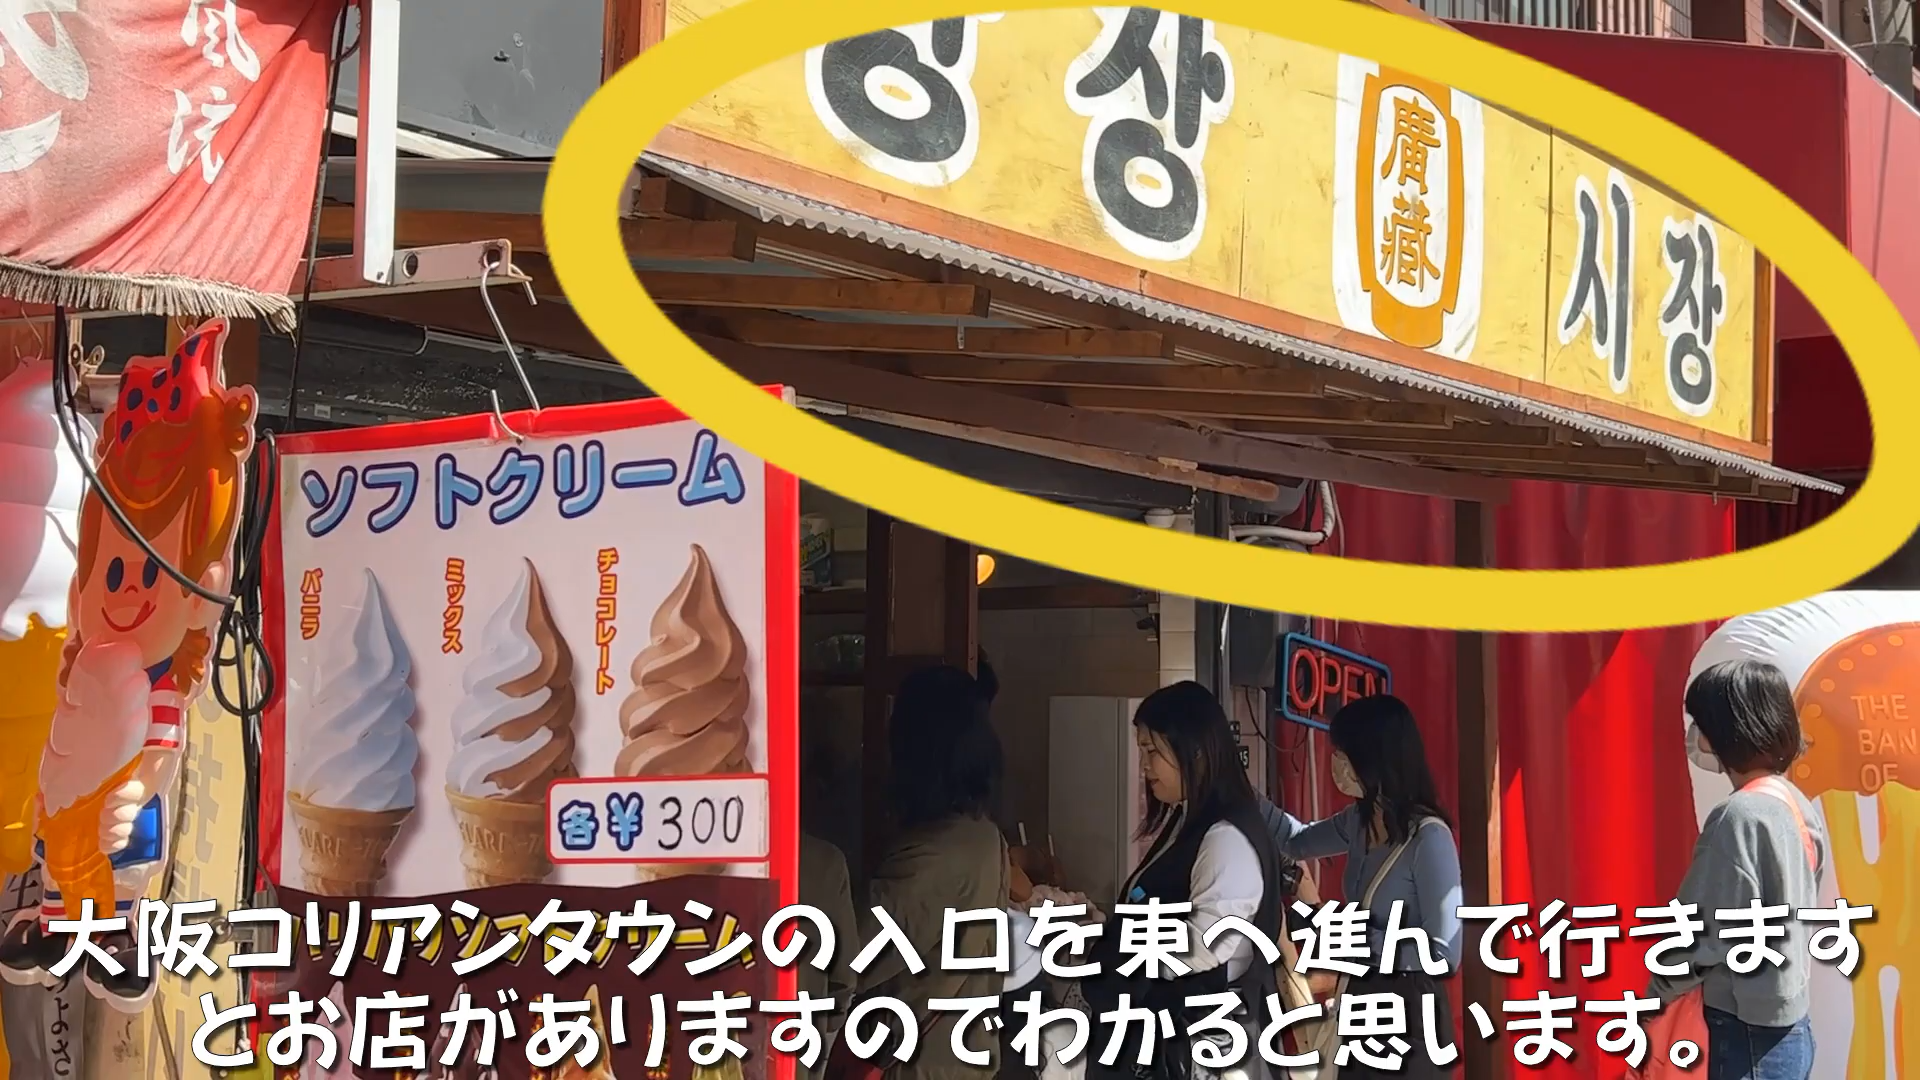 광장
廣藏
시장
ソフトクリーム
バニラ
ミックス
チョコレート
各¥300
OPEN
THE
BAN
OF
大阪コリアンタウンの入口を東へ進んで行きます
とお店がありますのでわかると思います。